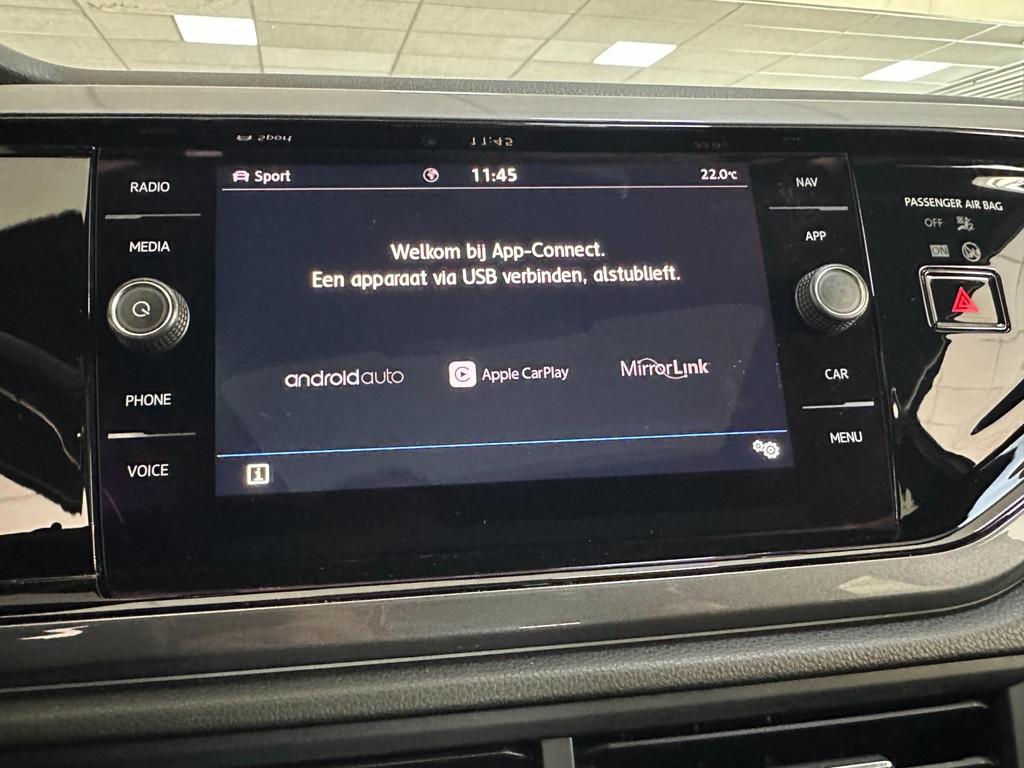 Sport 11:45 22.0°C
RADIO
MEDIA
PHONE
VOICE
Welkom bij App-Connect.
Een apparaat via USB verbinden, alstublieft.
androidauto Apple CarPlay MirrorLink
NAV
APP
CAR
MENU
PASSENGER AIR BAG
OFF
ON